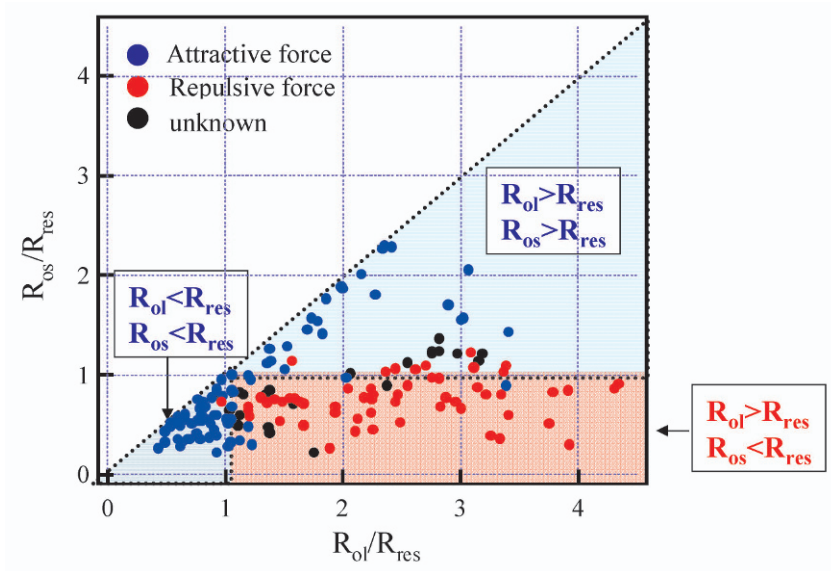 Attractive force
Repulsive force
unknown
R_ol>R_res
R_os>R_res
R_ol<R_res
R_os<R_res
R_ol>R_res
R_os<R_res
R_os/R_res
4
3
2
1
0
0 1 2 3 4
R_ol/R_res